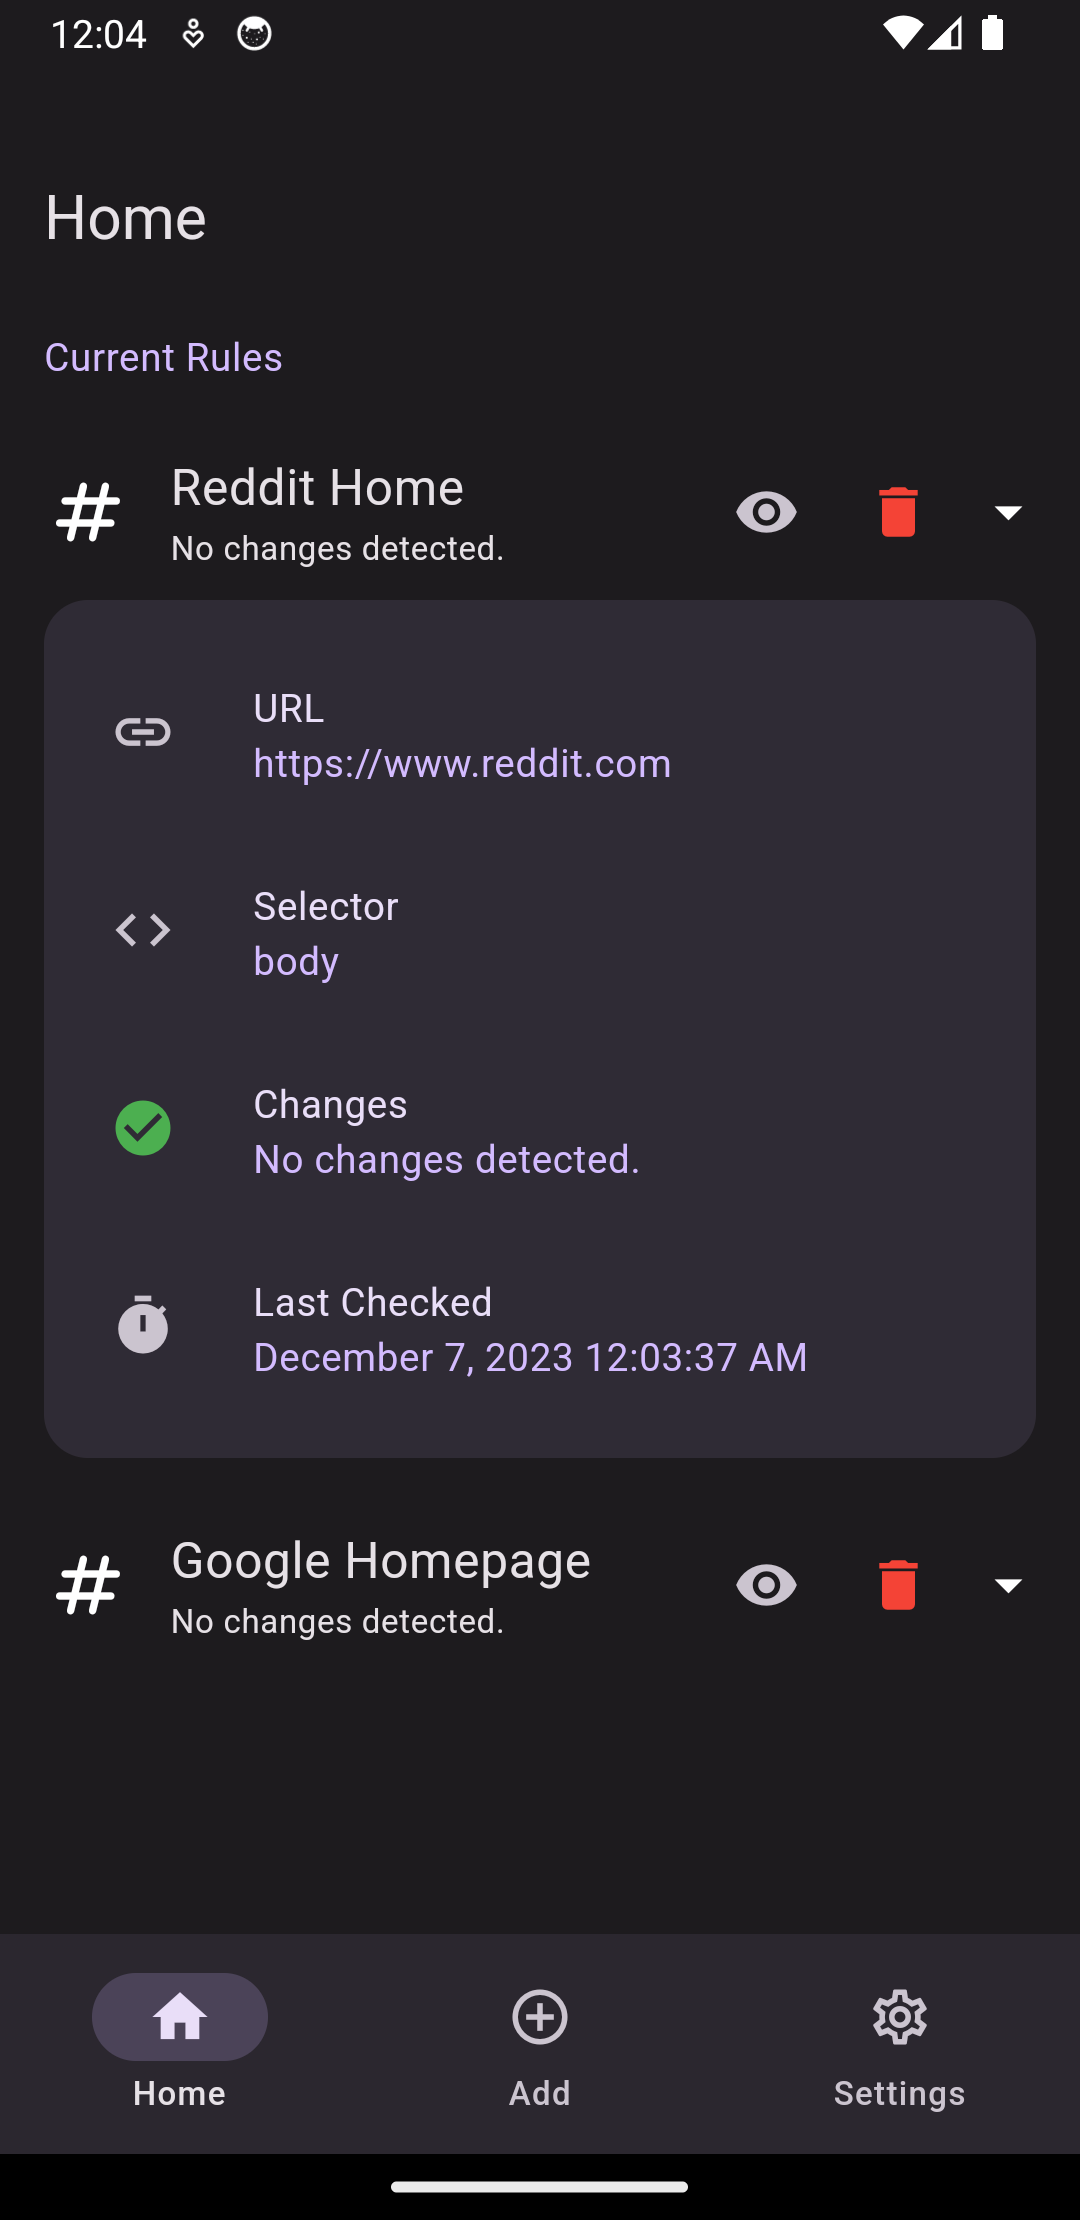 12:04
Home
Current Rules
Reddit Home
No changes detected.
URL
https://www.reddit.com
Selector
body
Changes
No changes detected.
Last Checked
December 7, 2023 12:03:37 AM
Google Homepage
No changes detected.
Home
Add
Settings